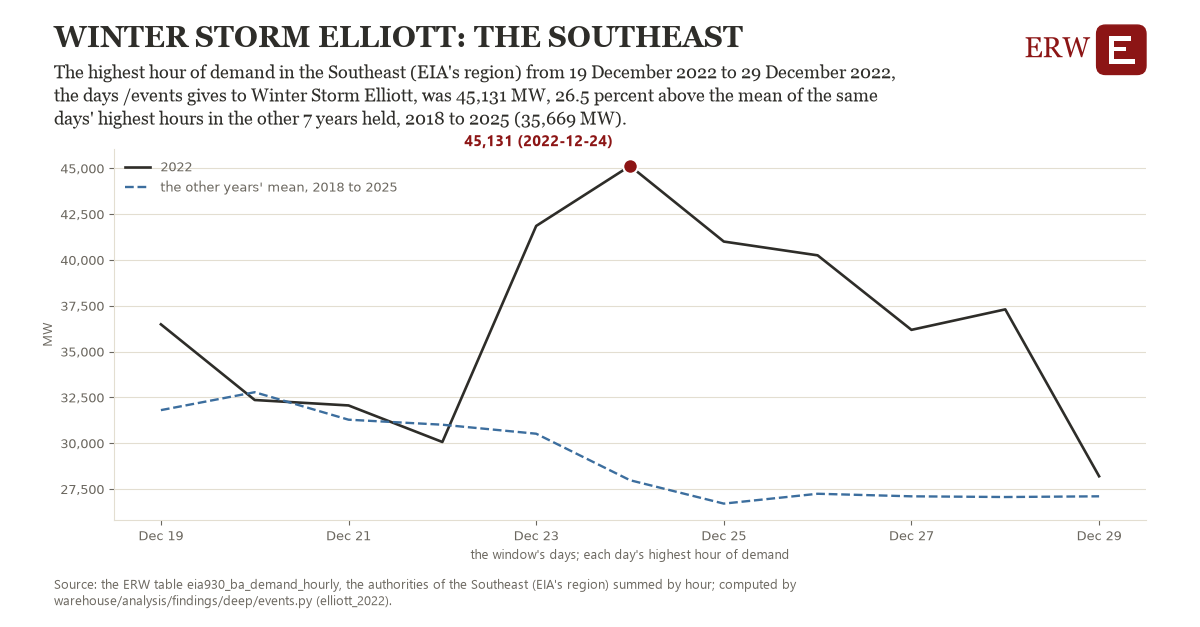 WINTER STORM ELLIOTT: THE SOUTHEAST
ERW E
The highest hour of demand in the Southeast (EIA's region) from 19 December 2022 to 29 December 2022,
the days /events gives to Winter Storm Elliott, was 45,131 MW, 26.5 percent above the mean of the same
days' highest hours in the other 7 years held, 2018 to 2025 (35,669 MW).
45,131 (2022-12-24)
2022
the other years' mean, 2018 to 2025
45,000
42,500
40,000
37,500
35,000
32,500
30,000
27,500
MW
Dec 19
Dec 21
Dec 23
Dec 25
Dec 27
Dec 29
the window's days; each day's highest hour of demand
Source: the ERW table eia930_ba_demand_hourly, the authorities of the Southeast (EIA's region) summed by hour; computed by
warehouse/analysis/findings/deep/events.py (elliott_2022).